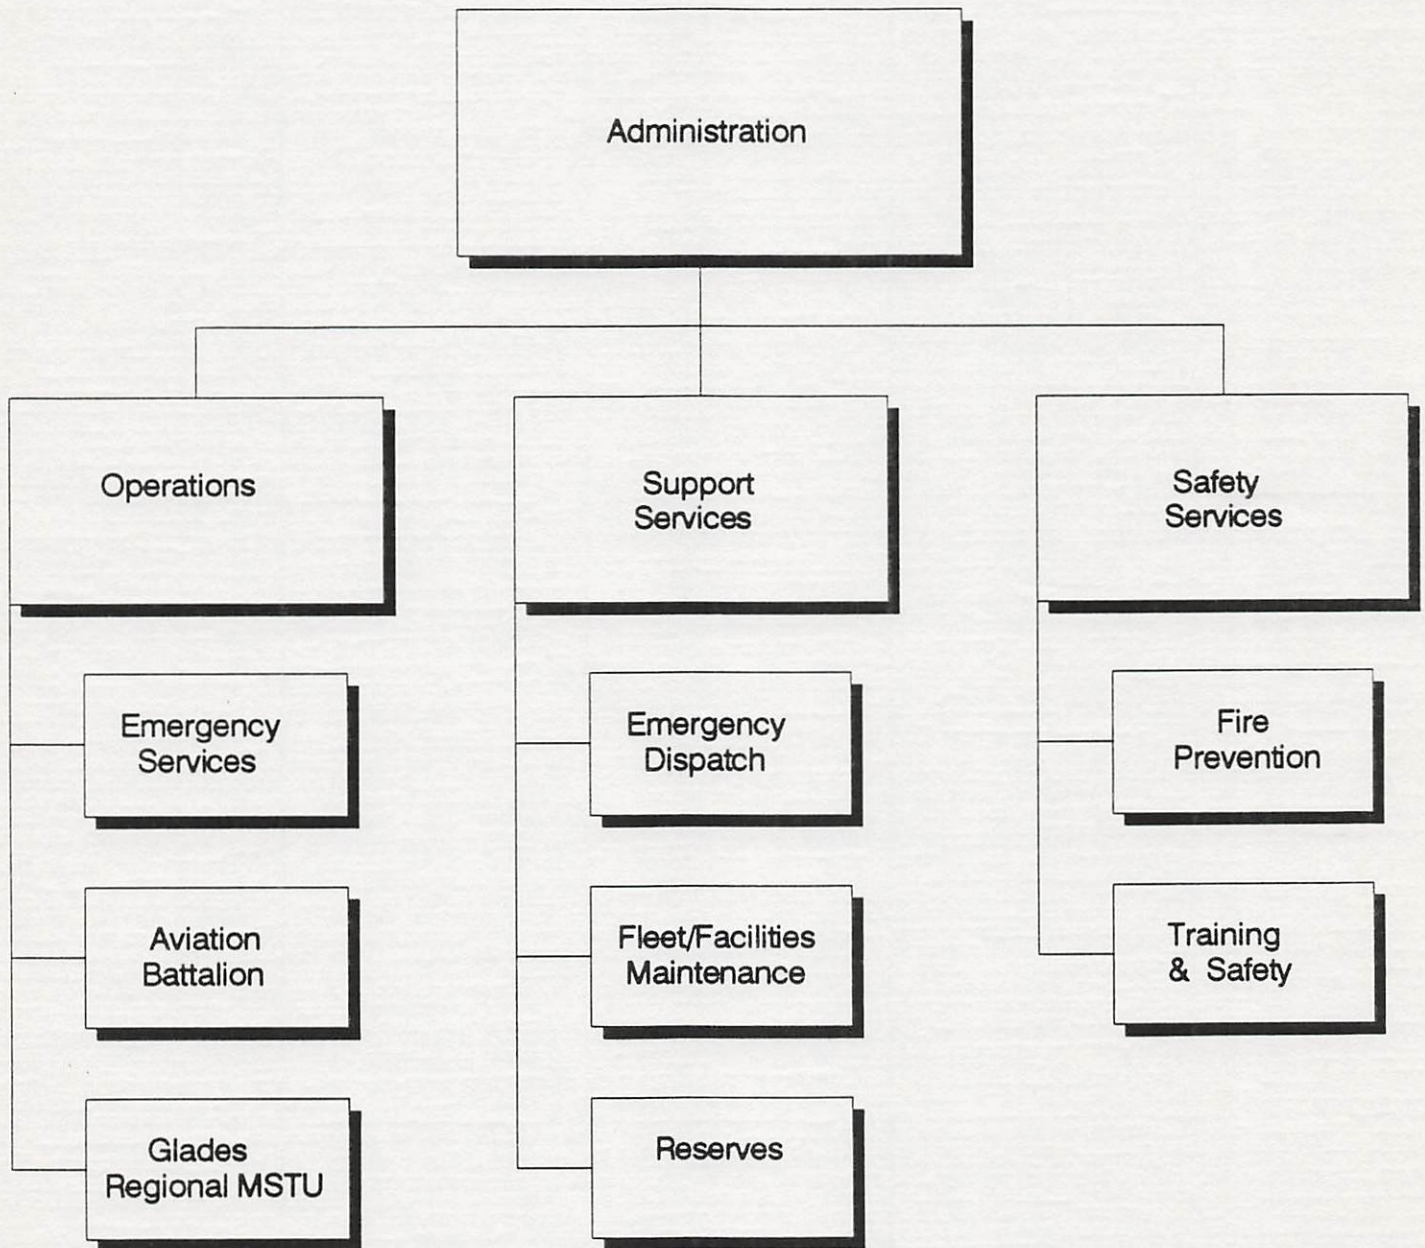 Administration
Operations
Support
Services
Safety
Services
Emergency
Services
Emergency
Dispatch
Fire
Prevention
Aviation
Battalion
Fleet/Facilities
Maintenance
Training
& Safety
Glades
Regional MSTU
Reserves